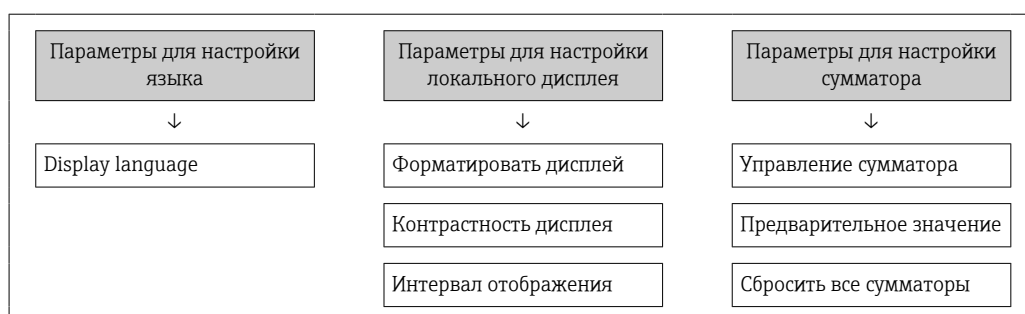 Параметры для настройки
языка
↓
Display language
Параметры для настройки
локального дисплея
↓
Форматировать дисплей
Контрастность дисплея
Интервал отображения
Параметры для настройки
сумматора
↓
Управление сумматора
Предварительное значение
Сбросить все сумматоры